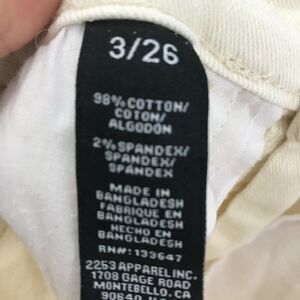 3/26
98% COTTON/
COTON/
ALGODON
2% SPANDEX/
SPANDEX/
SPANDEX
MADE IN
BANGLADESH
FABRIQUE EN
BANGLADESH
HECHO EN
BANGLADESH
RN#:133647
2253 APPAREL INC.
1708 GAGE ROAD
MONTEBELLO. CA
90640